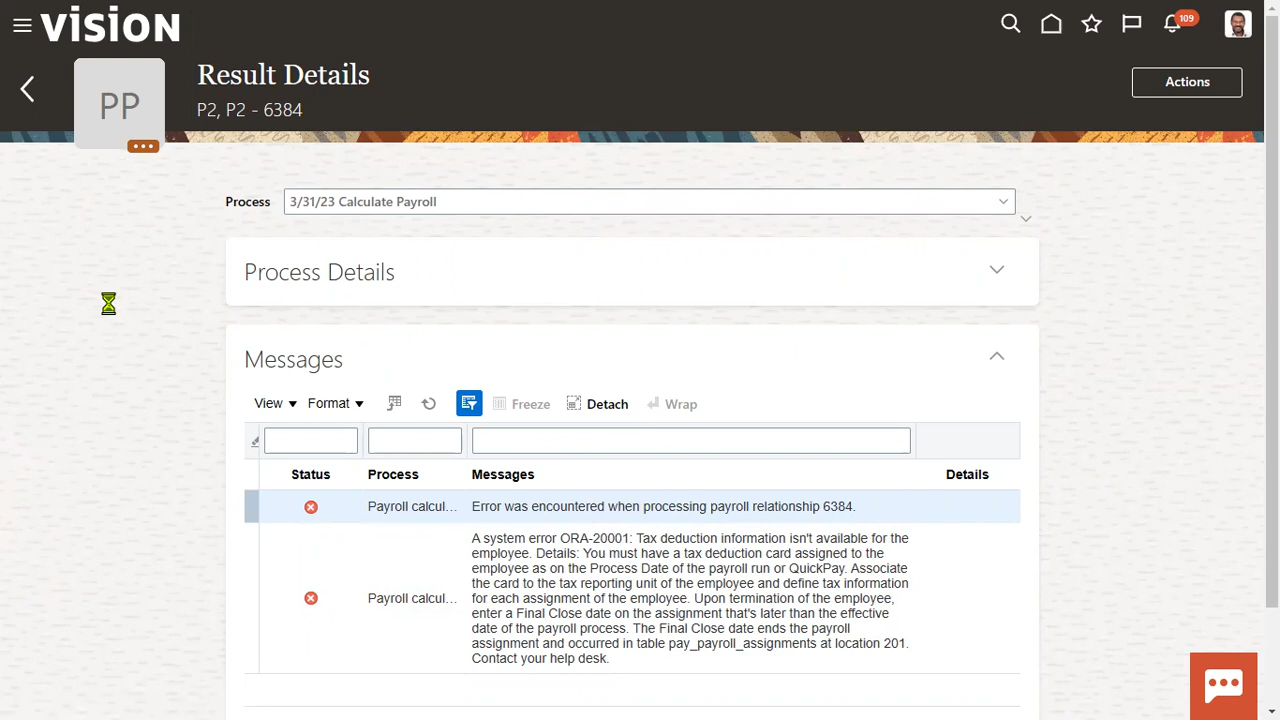 vision
109
PP
Result Details
P2, P2 - 6384
Actions
Process
3/31/23 Calculate Payroll
Process Details
Messages
View Format Freeze Detach Wrap
Status Process Messages Details
Payroll calcul... Error was encountered when processing payroll relationship 6384.
A system error ORA-20001: Tax deduction information isn't available for the
employee. Details: You must have a tax deduction card assigned to the
employee as on the Process Date of the payroll run or QuickPay. Associate
the card to the tax reporting unit of the employee and define tax information
Payroll calcul... for each assignment of the employee. Upon termination of the employee,
enter a Final Close date on the assignment that's later than the effective
date of the payroll process. The Final Close date ends the payroll
assignment and occurred in table pay_payroll_assignments at location 201.
Contact your help desk.